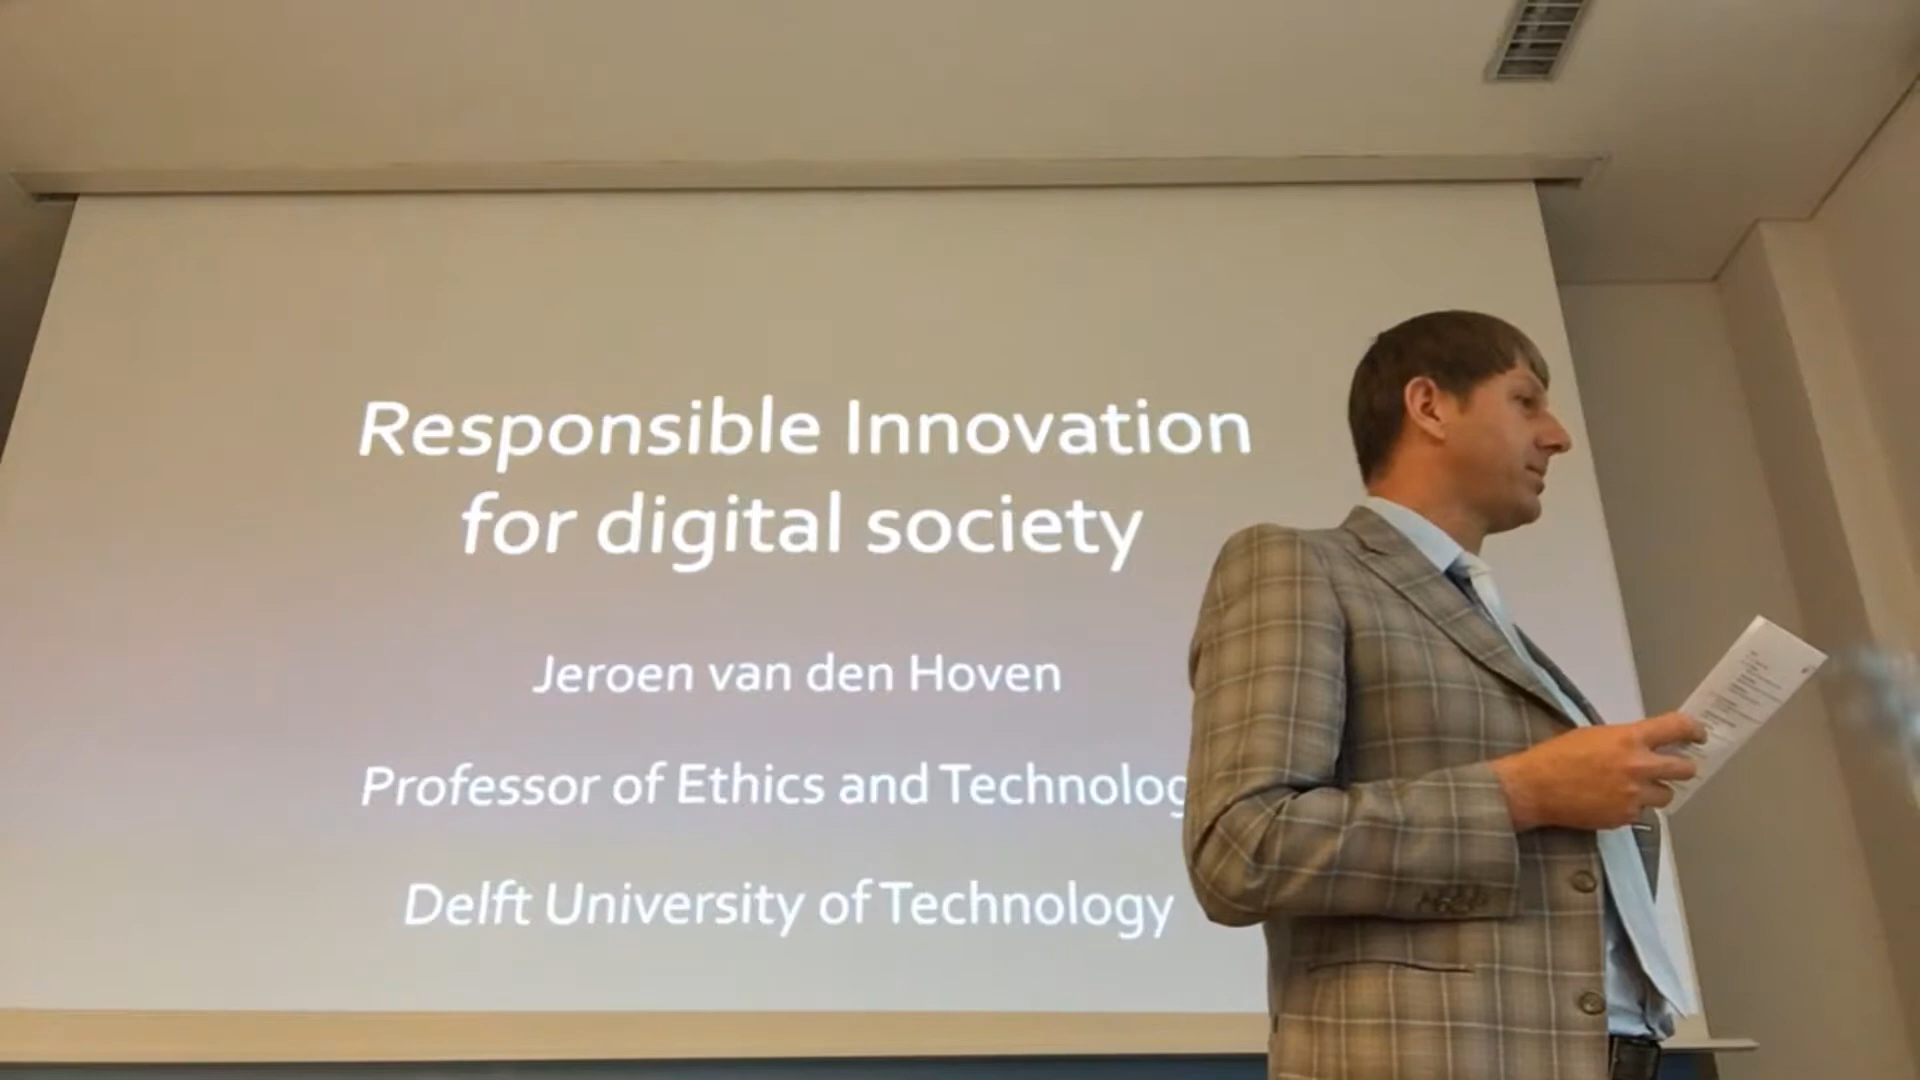 Responsible Innovation
for digital society
Jeroen van den Hoven
Professor of Ethics and Technolog
Delft University of Technology